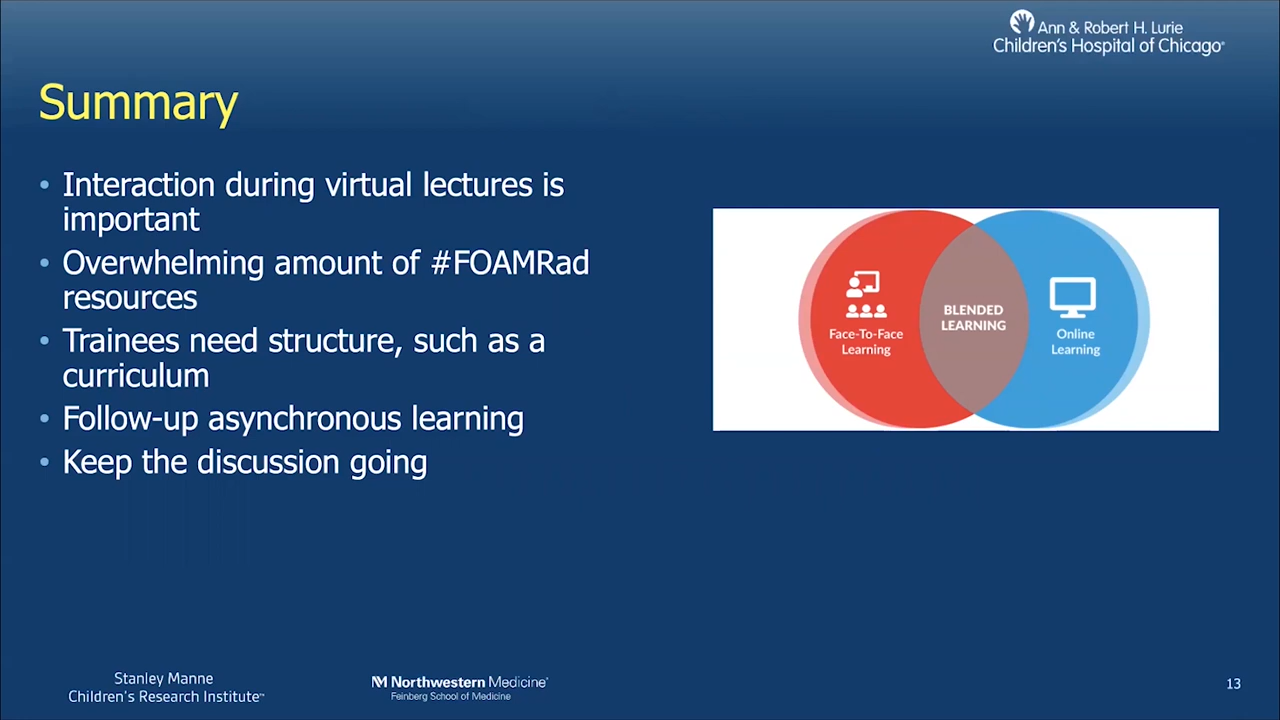 Ann & Robert H. Lurie
Children's Hospital of Chicago®
Summary
• Interaction during virtual lectures is
important
• Overwhelming amount of #FOAMRad
resources
• Trainees need structure, such as a
curriculum
• Follow-up asynchronous learning
• Keep the discussion going
Face-To-Face
Learning
BLENDED
LEARNING
Online
Learning
Stanley Manne
Children's Research Institute™
Northwestern Medicine®
Feinberg School of Medicine
13